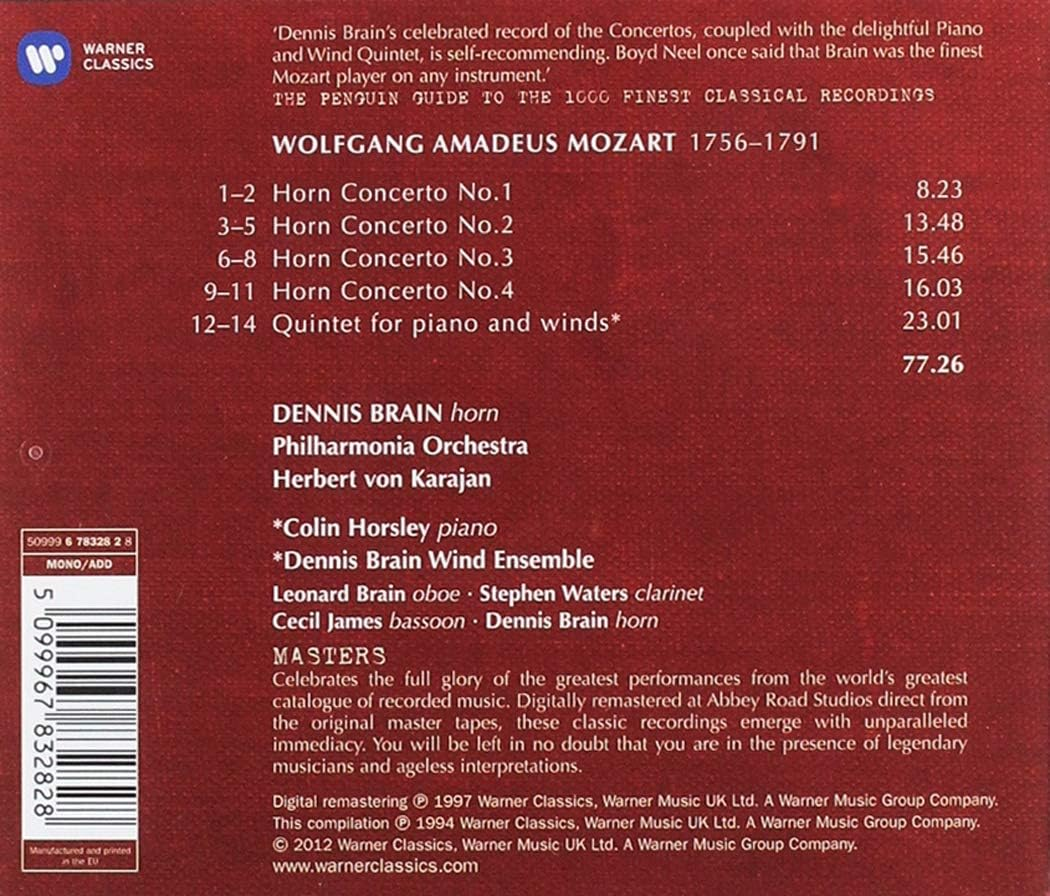 WARNER
CLASSICS
'Dennis Brain's celebrated record of the Concertos, coupled with the delightful Piano
and Wind Quintet, is self-recommending. Boyd Neel once said that Brain was the finest
Mozart player on any instrument.'
THE PENGUIN GUIDE TO THE 1000 FINEST CLASSICAL RECORDINGS
WOLFGANG AMADEUS MOZART 1756–1791
1–2 Horn Concerto No.1 8.23
3–5 Horn Concerto No.2 13.48
6–8 Horn Concerto No.3 15.46
9–11 Horn Concerto No.4 16.03
12–14 Quintet for piano and winds* 23.01
77.26
DENNIS BRAIN horn
Philharmonia Orchestra
Herbert von Karajan
*Colin Horsley piano
*Dennis Brain Wind Ensemble
Leonard Brain oboe · Stephen Waters clarinet
Cecil James bassoon · Dennis Brain horn
MASTERS
Celebrates the full glory of the greatest performances from the world's greatest
catalogue of recorded music. Digitally remastered at Abbey Road Studios direct from
the original master tapes, these classic recordings emerge with unparalleled
immediacy. You will be left in no doubt that you are in the presence of legendary
musicians and ageless interpretations.
Digital remastering ℗ 1997 Warner Classics, Warner Music UK Ltd. A Warner Music Group Company.
This compilation ℗ 1994 Warner Classics, Warner Music UK Ltd. A Warner Music Group Company.
© 2012 Warner Classics, Warner Music UK Ltd. A Warner Music Group Company.
www.warnerclassics.com
50999 6 78328 2 8
MONO/ADD
5 099967 832828
Manufactured and printed
in the EU